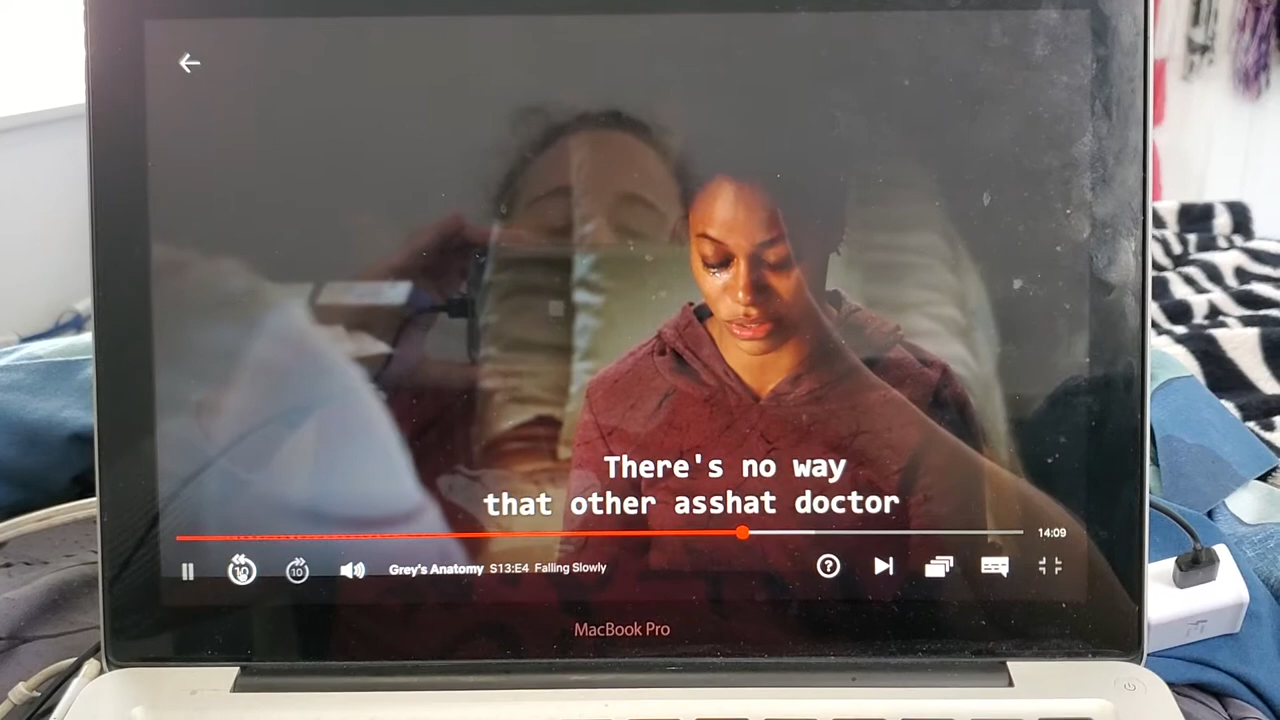 There's no way
that other asshat doctor
14:09
10
10
Grey's Anatomy S13:E4 Falling Slowly
?
MacBook Pro